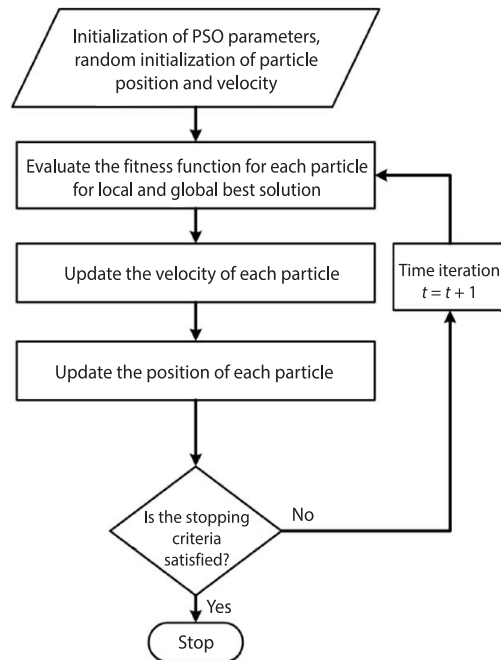 Initialization of PSO parameters,
random initialization of particle
position and velocity
Evaluate the fitness function for each particle
for local and global best solution
Update the velocity of each particle
Time iteration
t = t + 1
Update the position of each particle
Is the stopping
criteria
satisfied?
No
Yes
Stop